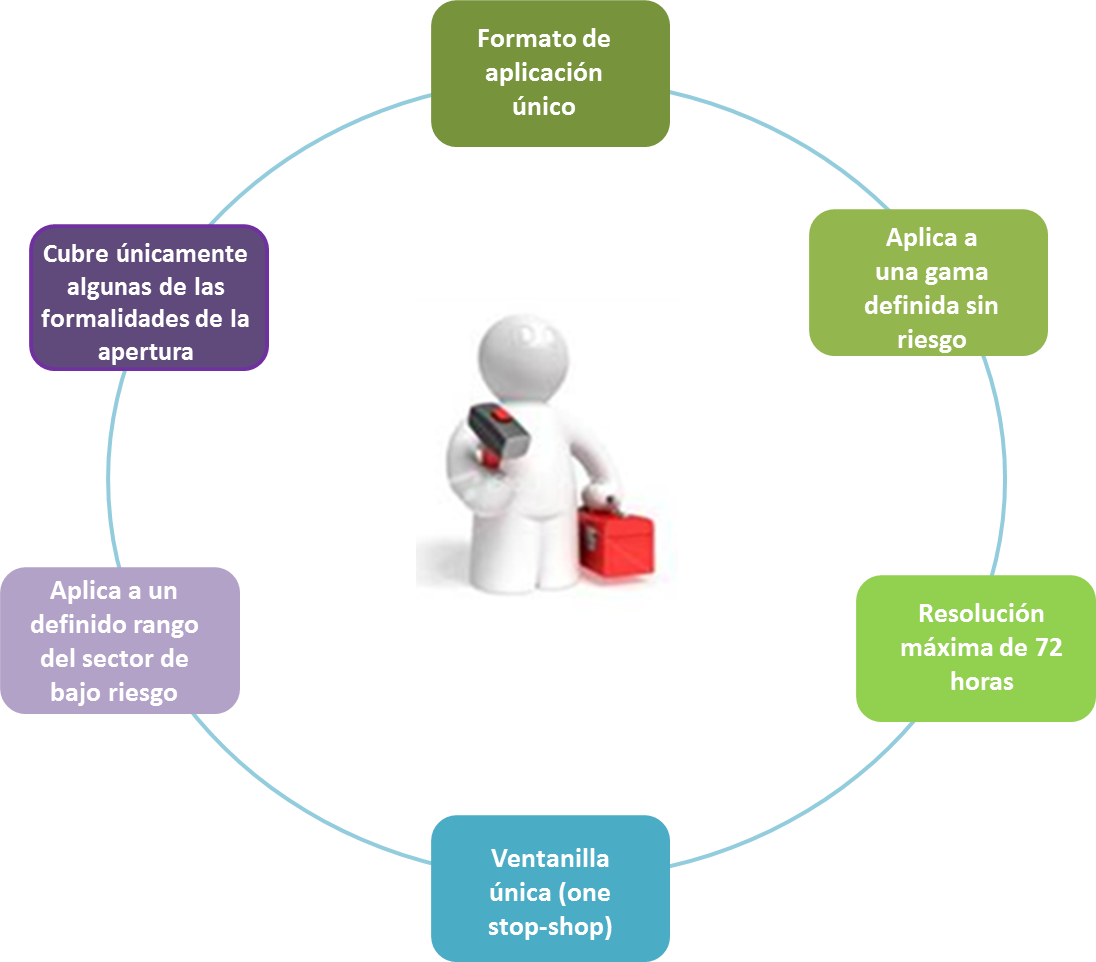 Formato de
aplicación
único
Aplica a
una gama
definida sin
riesgo
Resolución
máxima de 72
horas
Ventanilla
única (one
stop-shop)
Aplica a un
definido rango
del sector de
bajo riesgo
Cubre únicamente
algunas de las
formalidades de la
apertura